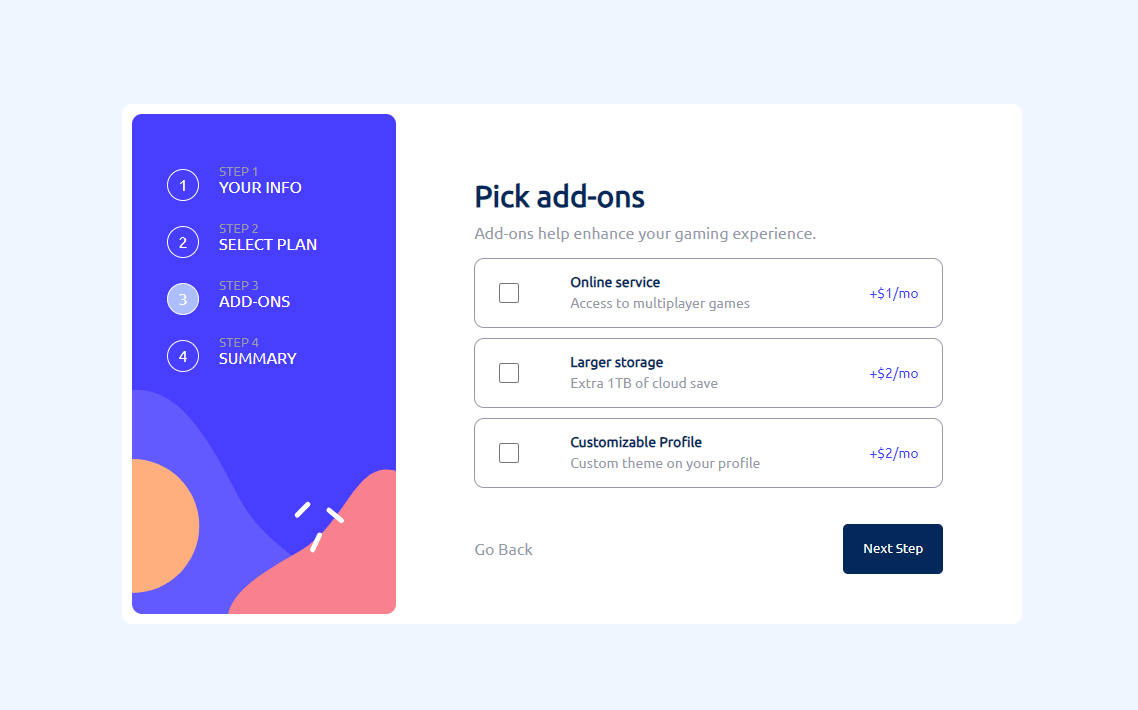 1
STEP 1
YOUR INFO
2
STEP 2
SELECT PLAN
3
STEP 3
ADD-ONS
4
STEP 4
SUMMARY
Pick add-ons
Add-ons help enhance your gaming experience.
Online service
Access to multiplayer games
+$1/mo
Larger storage
Extra 1TB of cloud save
+$2/mo
Customizable Profile
Custom theme on your profile
+$2/mo
Go Back
Next Step